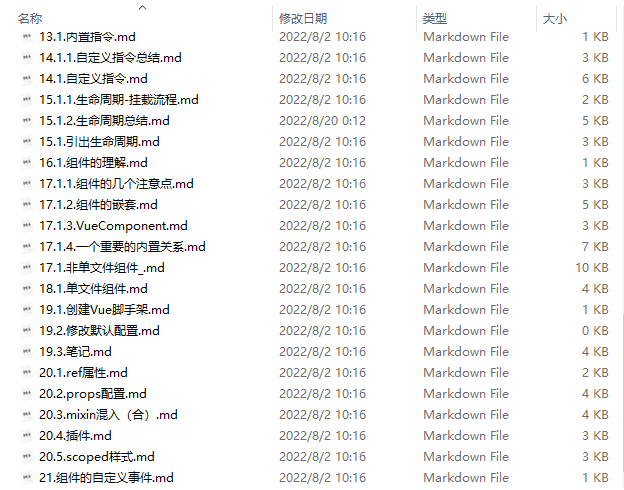 名称 修改日期 类型 大小
13.1.内置指令.md 2022/8/2 10:16 Markdown File 1 KB
14.1.1.自定义指令总结.md 2022/8/2 10:16 Markdown File 3 KB
14.1.自定义指令.md 2022/8/2 10:16 Markdown File 6 KB
15.1.1.生命周期-挂载流程.md 2022/8/2 10:16 Markdown File 2 KB
15.1.2.生命周期总结.md 2022/8/20 0:12 Markdown File 5 KB
15.1.引出生命周期.md 2022/8/2 10:16 Markdown File 3 KB
16.1.组件的理解.md 2022/8/2 10:16 Markdown File 1 KB
17.1.1.组件的几个注意点.md 2022/8/2 10:16 Markdown File 3 KB
17.1.2.组件的嵌套.md 2022/8/2 10:16 Markdown File 5 KB
17.1.3.VueComponent.md 2022/8/2 10:16 Markdown File 3 KB
17.1.4.一个重要的内置关系.md 2022/8/2 10:16 Markdown File 7 KB
17.1.非单文件组件_.md 2022/8/2 10:16 Markdown File 10 KB
18.1.单文件组件.md 2022/8/2 10:16 Markdown File 4 KB
19.1.创建Vue脚手架.md 2022/8/2 10:16 Markdown File 1 KB
19.2.修改默认配置.md 2022/8/2 10:16 Markdown File 0 KB
19.3.笔记.md 2022/8/2 10:16 Markdown File 4 KB
20.1.ref属性.md 2022/8/2 10:16 Markdown File 2 KB
20.2.props配置.md 2022/8/2 10:16 Markdown File 4 KB
20.3.mixin混入（合）.md 2022/8/2 10:16 Markdown File 4 KB
20.4.插件.md 2022/8/2 10:16 Markdown File 3 KB
20.5.scoped样式.md 2022/8/2 10:16 Markdown File 3 KB
21.组件的自定义事件.md 2022/8/2 10:16 Markdown File 1 KB